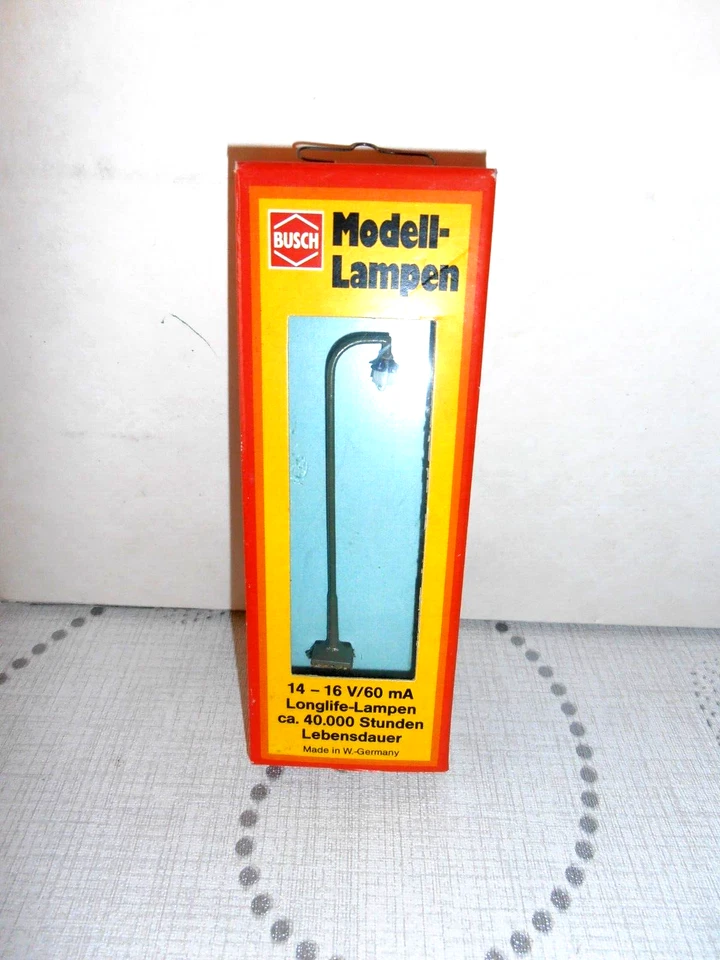 BUSCH
Modell-
Lampen
14 – 16 V/60 mA
Longlife-Lampen
ca. 40.000 Stunden
Lebensdauer
Made in W.-Germany